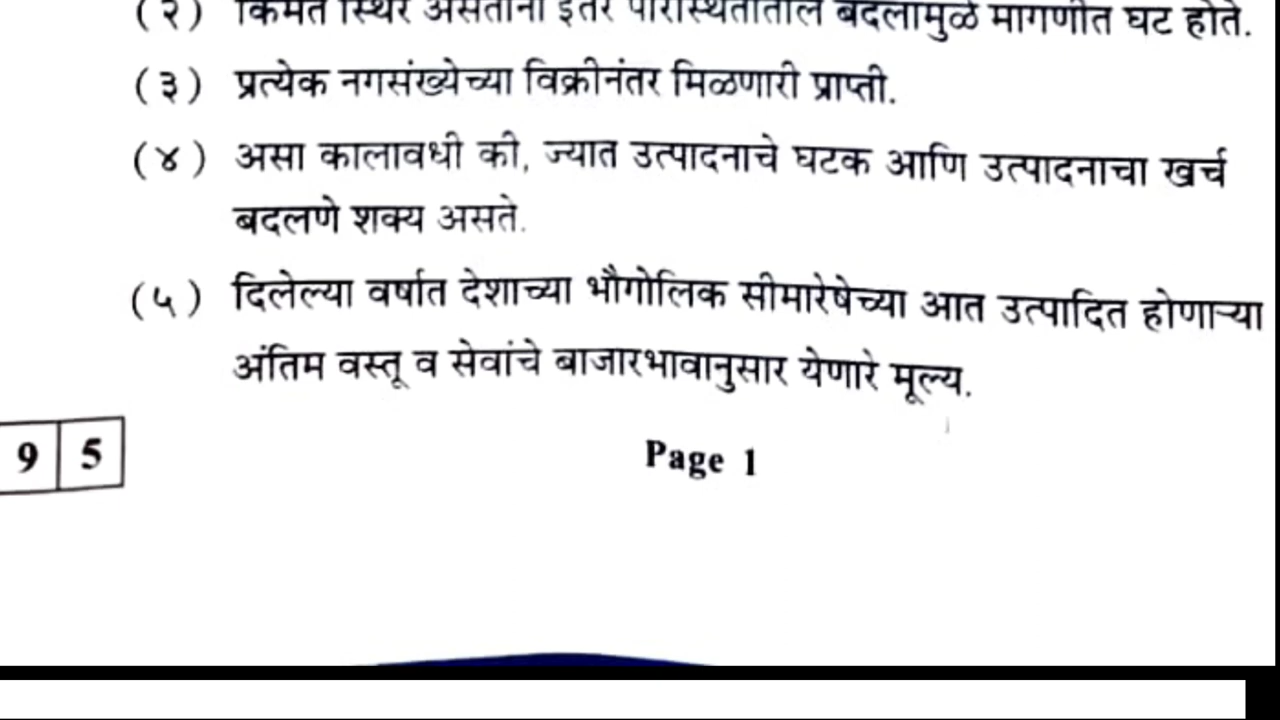 (२) किंमत स्थिर असताना इतर परिस्थितीतील बदलामुळे मागणीत घट होते.
(३) प्रत्येक नगसंख्येच्या विक्रीनंतर मिळणारी प्राप्ती.
(४) असा कालावधी की, ज्यात उत्पादनाचे घटक आणि उत्पादनाचा खर्च
बदलणे शक्य असते.
(५) दिलेल्या वर्षात देशाच्या भौगोलिक सीमारेषेच्या आत उत्पादित होणाऱ्या
अंतिम वस्तू व सेवांचे बाजारभावानुसार येणारे मूल्य.
9 5
Page 1